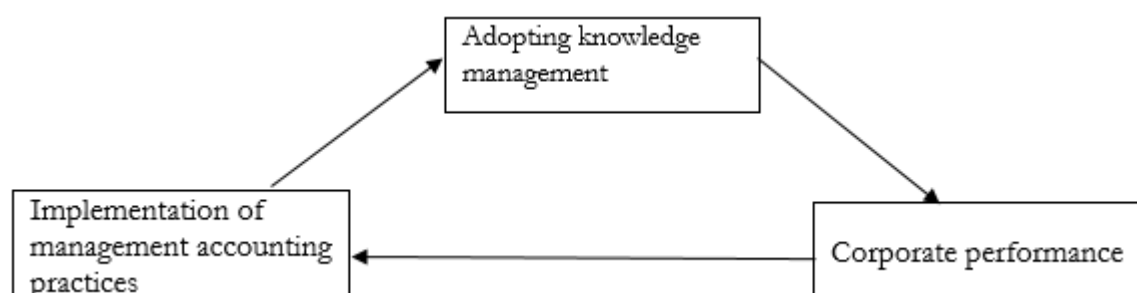 Adopting knowledge
management
Implementation of
management accounting
practices
Corporate performance